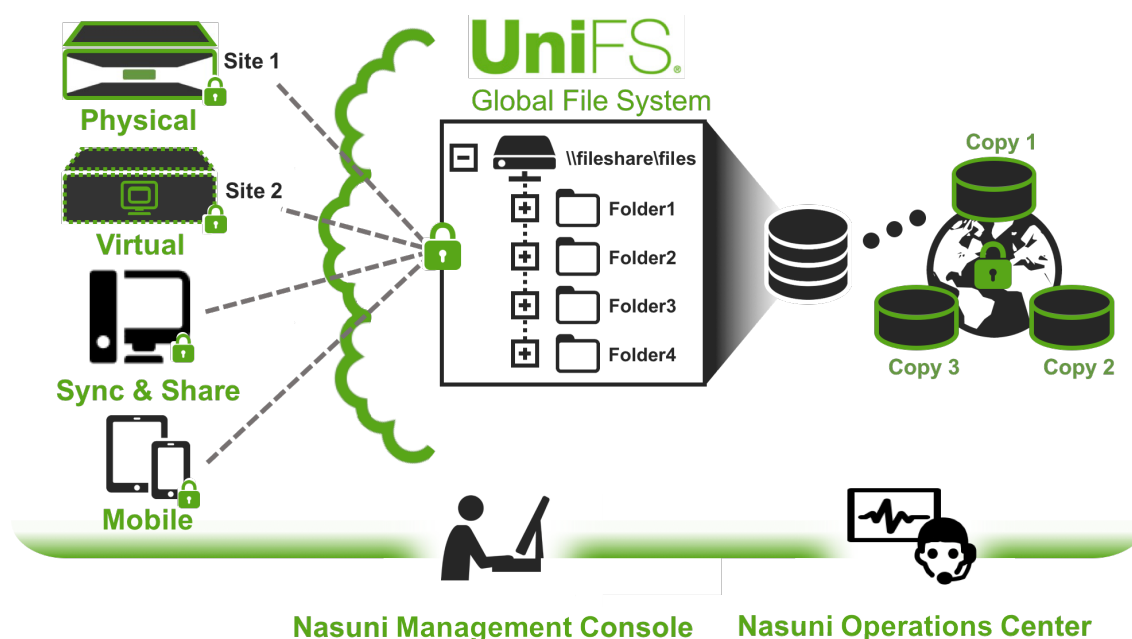 Site 1
Physical
Site 2
Virtual
Sync & Share
Mobile
UniFS®
Global File System
\\fileshare\files
Folder1
Folder2
Folder3
Folder4
Copy 1
Copy 3
Copy 2
Nasuni Management Console
Nasuni Operations Center